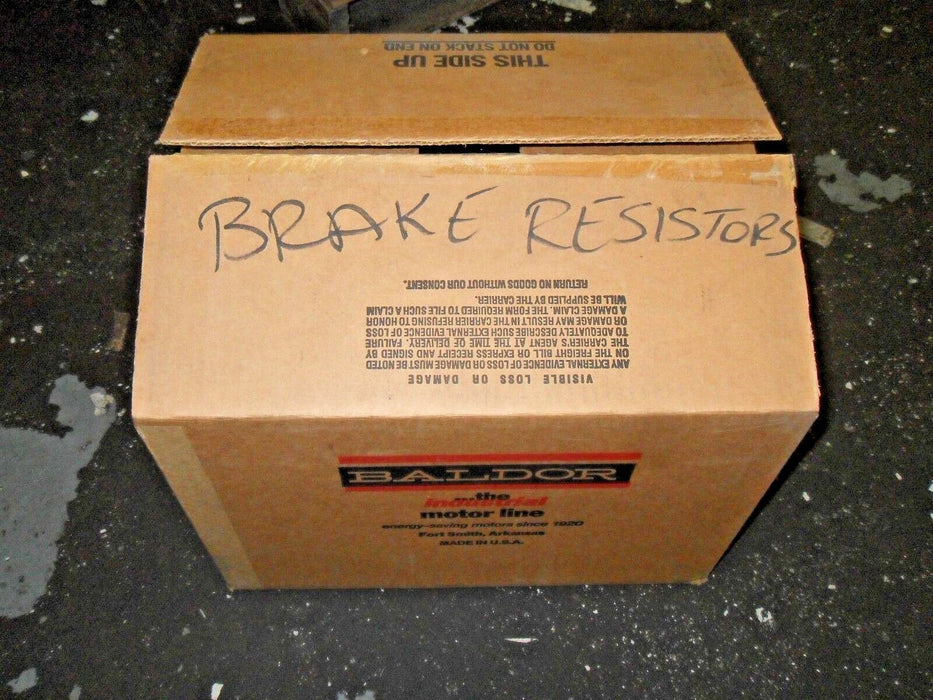 THIS SIDE UP
DO NOT STACK ON END
BRAKE RESISTORS
VISIBLE LOSS OR DAMAGE
ANY EXTERNAL EVIDENCE OF LOSS OR DAMAGE MUST BE NOTED
ON THE FREIGHT BILL OR EXPRESS RECEIPT AND SIGNED BY
THE CARRIER'S AGENT AT THE TIME OF DELIVERY. FAILURE
TO ADEQUATELY DESCRIBE SUCH EXTERNAL EVIDENCE OF LOSS
OR DAMAGE MAY RESULT IN THE CARRIER REFUSING TO HONOR
A DAMAGE CLAIM. THE FORM REQUIRED TO FILE SUCH A CLAIM
WILL BE SUPPLIED BY THE CARRIER.
RETURN NO GOODS WITHOUT OUR CONSENT.
BALDOR
...the
industrial
motor line
energy-saving motors since 1920
Fort Smith, Arkansas
MADE IN U.S.A.